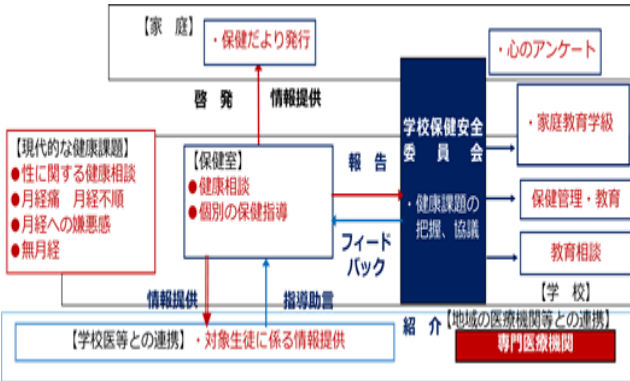 【家 庭】
・保健だより発行
・心のアンケート
啓 発 情報提供
学校保健安全
委 員 会
・健康課題の
把握、協議
・家庭教育学級
保健管理・教育
教育相談
【学 校】
【現代的な健康課題】
●性に関する健康相談
●月経痛 月経不順
●月経への嫌悪感
●無月経
【保健室】
●健康相談
●個別の保健指導
報 告
フィード
バック
情報提供
指導助言
【学校医等との連携】・対象生徒に係る情報提供
紹 介
【地域の医療機関等との連携】
専門医療機関